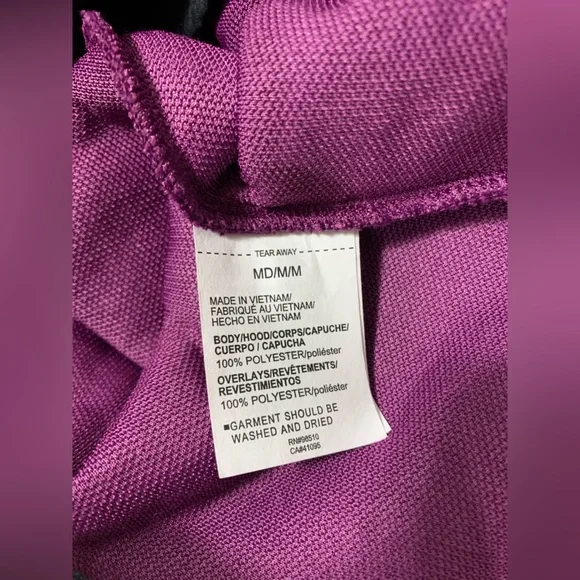 TEAR AWAY
MD/M/M
MADE IN VIETNAM/
FABRIQUÉ AU VIETNAM/
HECHO EN VIETNAM
BODY/HOOD/CORPS/CAPUCHE/
CUERPO / CAPUCHA
100% POLYESTER/poliéster
OVERLAYS/REVÊTEMENTS/
REVESTIMIENTOS
100% POLYESTER/poliéster
■GARMENT SHOULD BE
WASHED AND DRIED
RN#98510
CA#41095